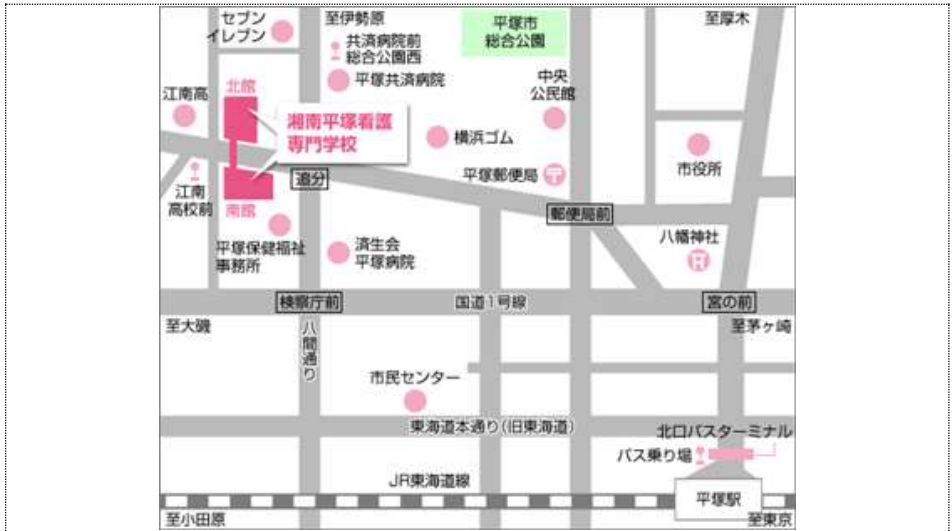 セブン
イレブン
至伊勢原
平塚市
総合公園
至厚木
共済病院前
総合公園西
平塚共済病院
中央
公民館
北館
江南高
湘南平塚看護
専門学校
横浜ゴム
市役所
平塚郵便局
追分
江南
高校前
南館
郵便局前
平塚保健福祉
事務所
済生会
平塚病院
八幡神社
検察庁前
国道1号線
宮の前
至大磯
至茅ヶ崎
八間通り
市民センター
東海道本通り(旧東海道)
北口バスターミナル
バス乗り場
JR東海道線
平塚駅
至小田原
至東京